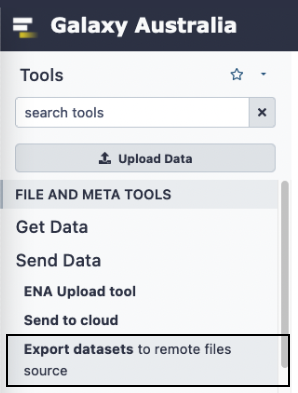 Galaxy Australia
Tools
search tools
Upload Data
FILE AND META TOOLS
Get Data
Send Data
ENA Upload tool
Send to cloud
Export datasets to remote files
source